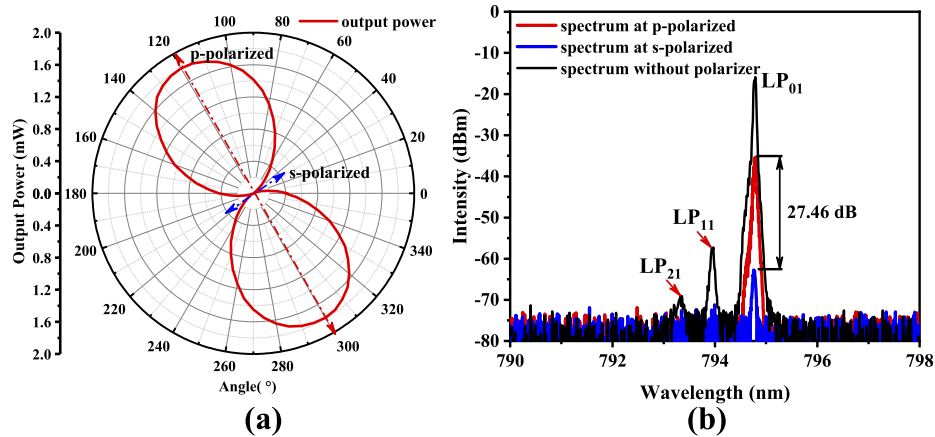 output power
100
80
120
60
p-polarized
140
40
160
20
s-polarized
180
0
200
340
220
320
240
300
260
280
Angle( °)
Output Power (mW)
2.0
1.6
1.2
0.8
0.4
0.0
0.4
0.8
1.2
1.6
2.0
(a)
spectrum at p-polarized
spectrum at s-polarized
spectrum without polarizer
LP01
LP11
LP21
27.46 dB
Intensity (dBm)
0
-10
-20
-30
-40
-50
-60
-70
-80
790
792
794
796
798
Wavelength (nm)
(b)